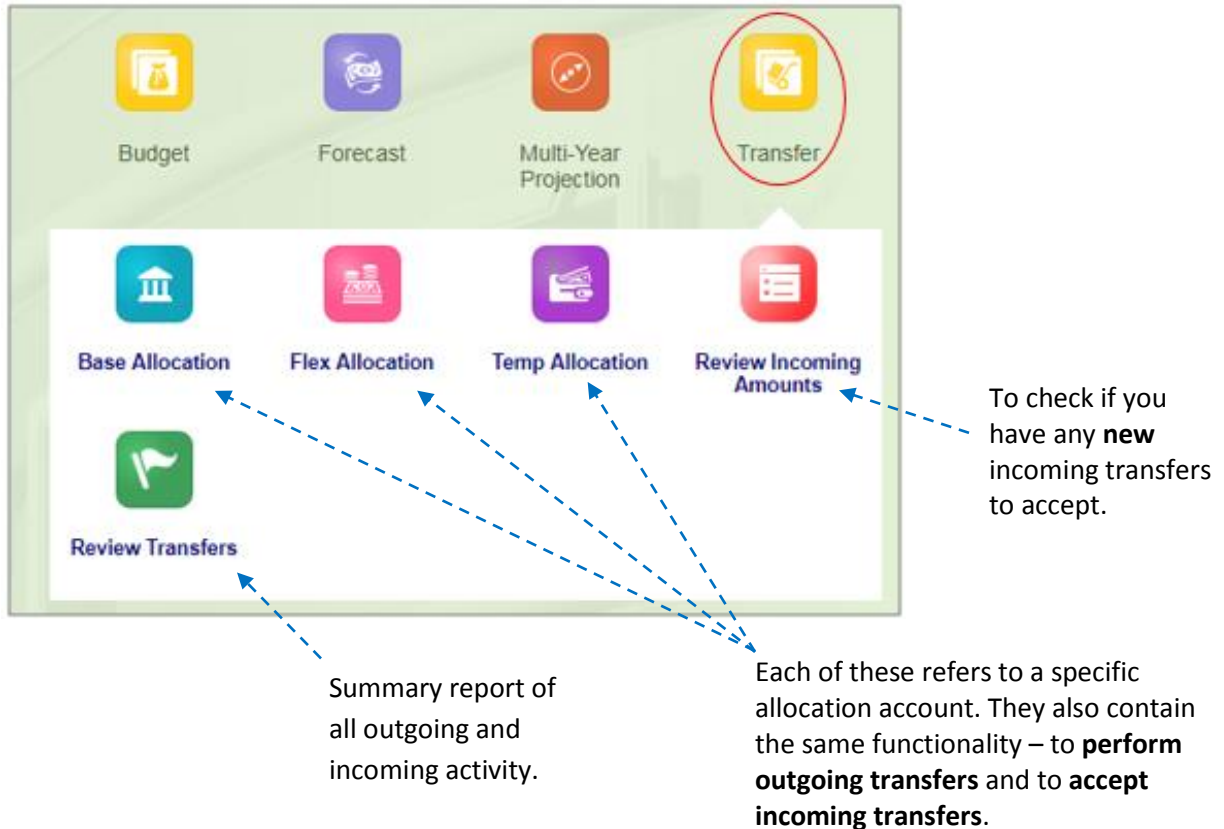 Budget
Forecast
Multi-Year
Projection
Transfer
Base Allocation
Flex Allocation
Temp Allocation
Review Incoming
Amounts
Review Transfers
To check if you
have any new
incoming transfers
to accept.
Summary report of
all outgoing and
incoming activity.
Each of these refers to a specific
allocation account. They also contain
the same functionality – to perform
outgoing transfers and to accept
incoming transfers.